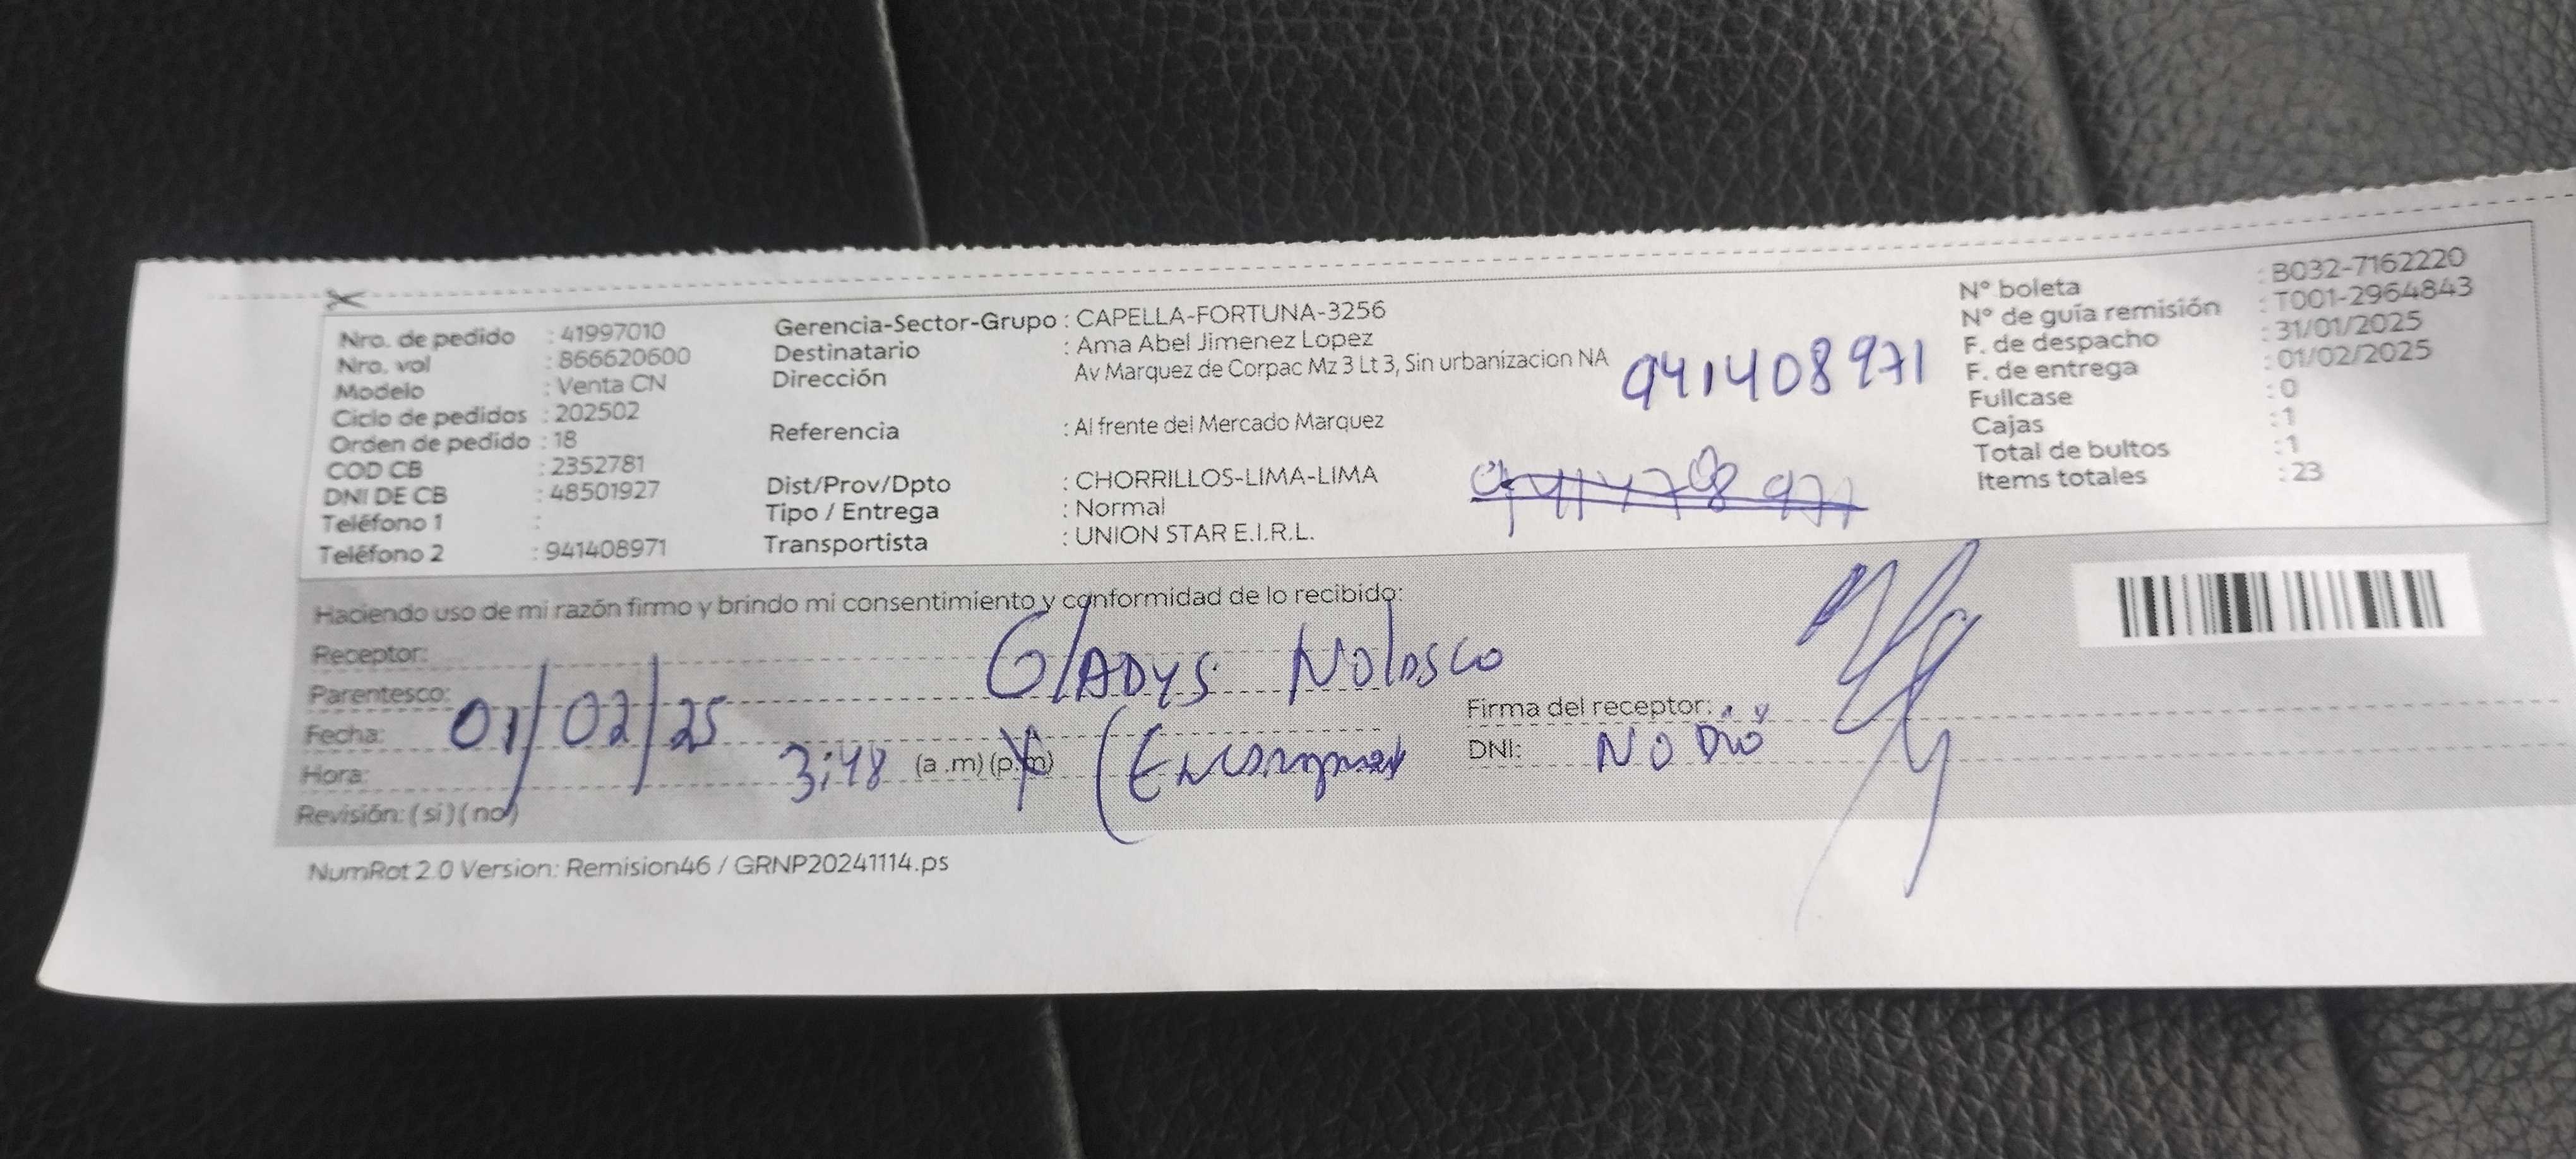 Nro. de pedido : 41997010
Nro. vol : 866620600
Modelo : Venta CN
Ciclo de pedidos : 202502
Orden de pedido : 18
COD CB : 2352781
DNI DE CB : 48501927
Teléfono 1 :
Teléfono 2 : 941408971
Gerencia-Sector-Grupo : CAPELLA-FORTUNA-3256
Destinatario : Ama Abel Jimenez Lopez
Dirección Av Marquez de Corpac Mz 3 Lt 3, Sin urbanizacion NA
Referencia : Al frente del Mercado Marquez
Dist/Prov/Dpto : CHORRILLOS-LIMA-LIMA
Tipo / Entrega : Normal
Transportista : UNION STAR E.I.R.L.
941408971
N° boleta : B032-7162220
N° de guía remisión : T001-2964843
F. de despacho : 31/01/2025
F. de entrega : 01/02/2025
Fullcase : 0
Cajas : 1
Total de bultos : 1
Items totales : 23
Haciendo uso de mi razón firmo y brindo mi consentimiento y conformidad de lo recibido:
Receptor: GLADYS
Parentesco:
Fecha: 01/02/25
Hora: 3:48 (a .m) (p.m)
Revisión: ( si ) ( no )
Firma del receptor:
DNI: NO DIÓ
NumRot 2.0 Version: Remision46 / GRNP20241114.ps